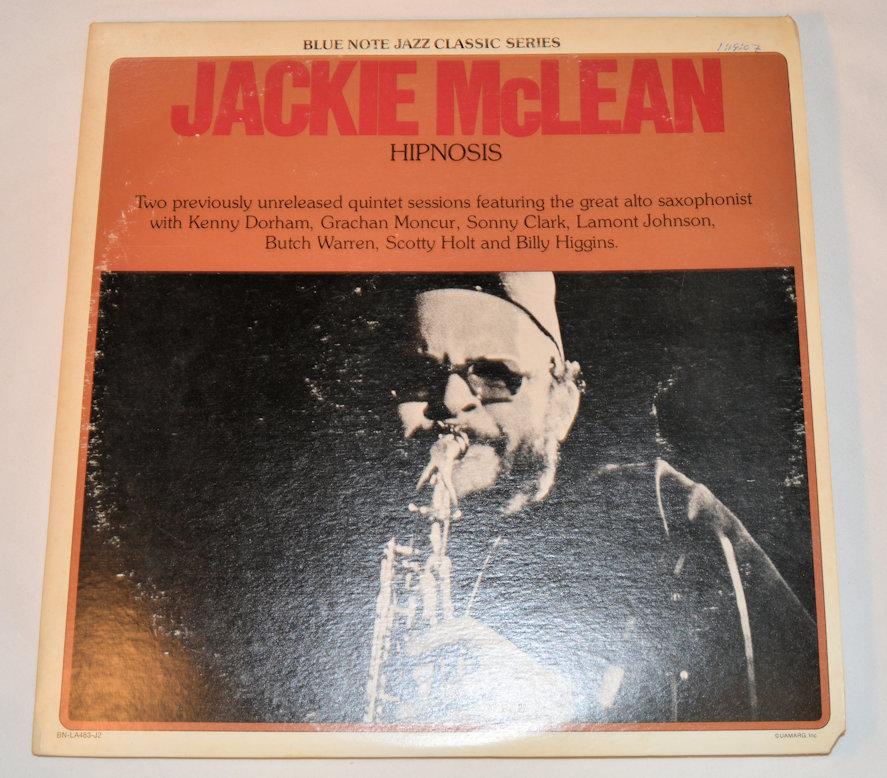 BLUE NOTE JAZZ CLASSIC SERIES
JACKIE McLEAN
HIPNOSIS
Two previously unreleased quintet sessions featuring the great alto saxophonist
with Kenny Dorham, Grachan Moncur, Sonny Clark, Lamont Johnson,
Butch Warren, Scotty Holt and Billy Higgins.
BN-LA483-J2
©UAMARG, Inc.